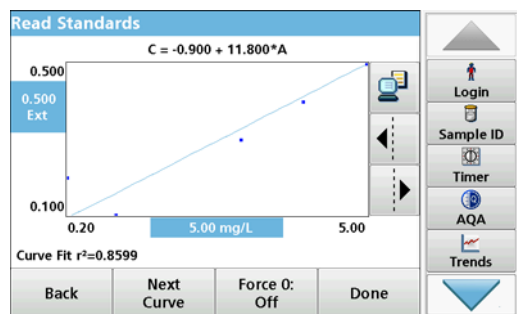 Read Standards
C = -0.900 + 11.800*A
0.500
0.500
Ext
0.100
0.20
5.00 mg/L
5.00
Curve Fit r²=0.8599
Back
Next
Curve
Force 0:
Off
Done
Login
Sample ID
Timer
AQA
Trends